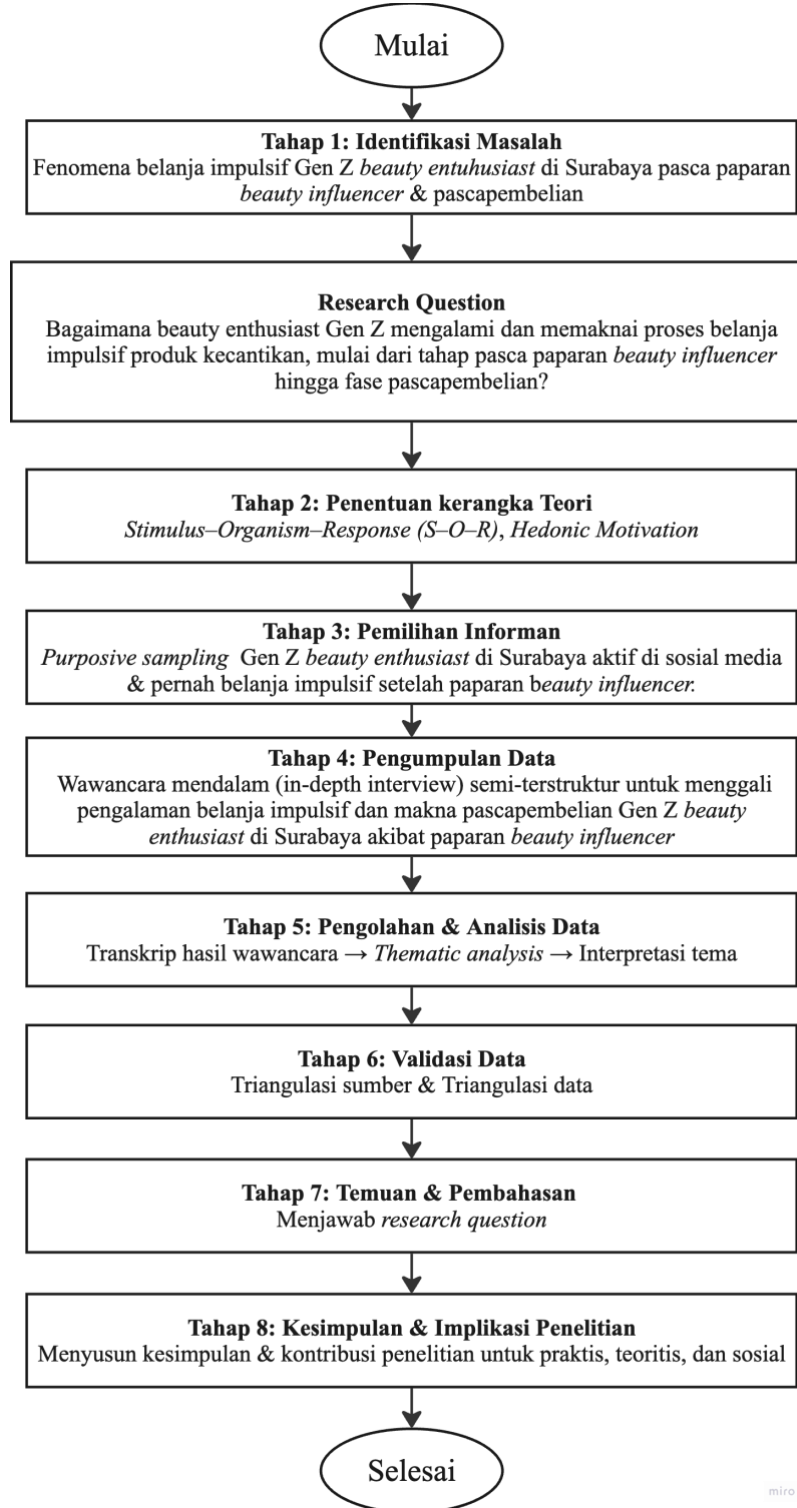 Mulai
Tahap 1: Identifikasi Masalah
Fenomena belanja impulsif Gen Z beauty entuhusiast di Surabaya pasca paparan
beauty influencer & pascapembelian
Research Question
Bagaimana beauty enthusiast Gen Z mengalami dan memaknai proses belanja
impulsif produk kecantikan, mulai dari tahap pasca paparan beauty influencer
hingga fase pascapembelian?
Tahap 2: Penentuan kerangka Teori
Stimulus–Organism–Response (S–O–R), Hedonic Motivation
Tahap 3: Pemilihan Informan
Purposive sampling Gen Z beauty enthusiast di Surabaya aktif di sosial media
& pernah belanja impulsif setelah paparan beauty influencer.
Tahap 4: Pengumpulan Data
Wawancara mendalam (in-depth interview) semi-terstruktur untuk menggali
pengalaman belanja impulsif dan makna pascapembelian Gen Z beauty
enthusiast di Surabaya akibat paparan beauty influencer
Tahap 5: Pengolahan & Analisis Data
Transkrip hasil wawancara → Thematic analysis → Interpretasi tema
Tahap 6: Validasi Data
Triangulasi sumber & Triangulasi data
Tahap 7: Temuan & Pembahasan
Menjawab research question
Tahap 8: Kesimpulan & Implikasi Penelitian
Menyusun kesimpulan & kontribusi penelitian untuk praktis, teoritis, dan sosial
Selesai
miro